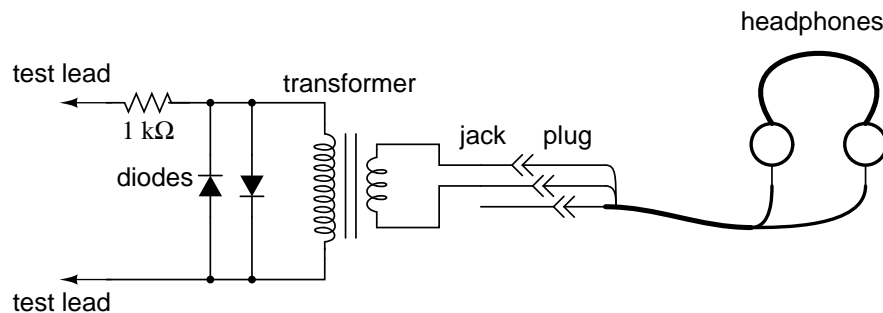 headphones
test lead
transformer
1 kΩ
jack
plug
diodes
test lead